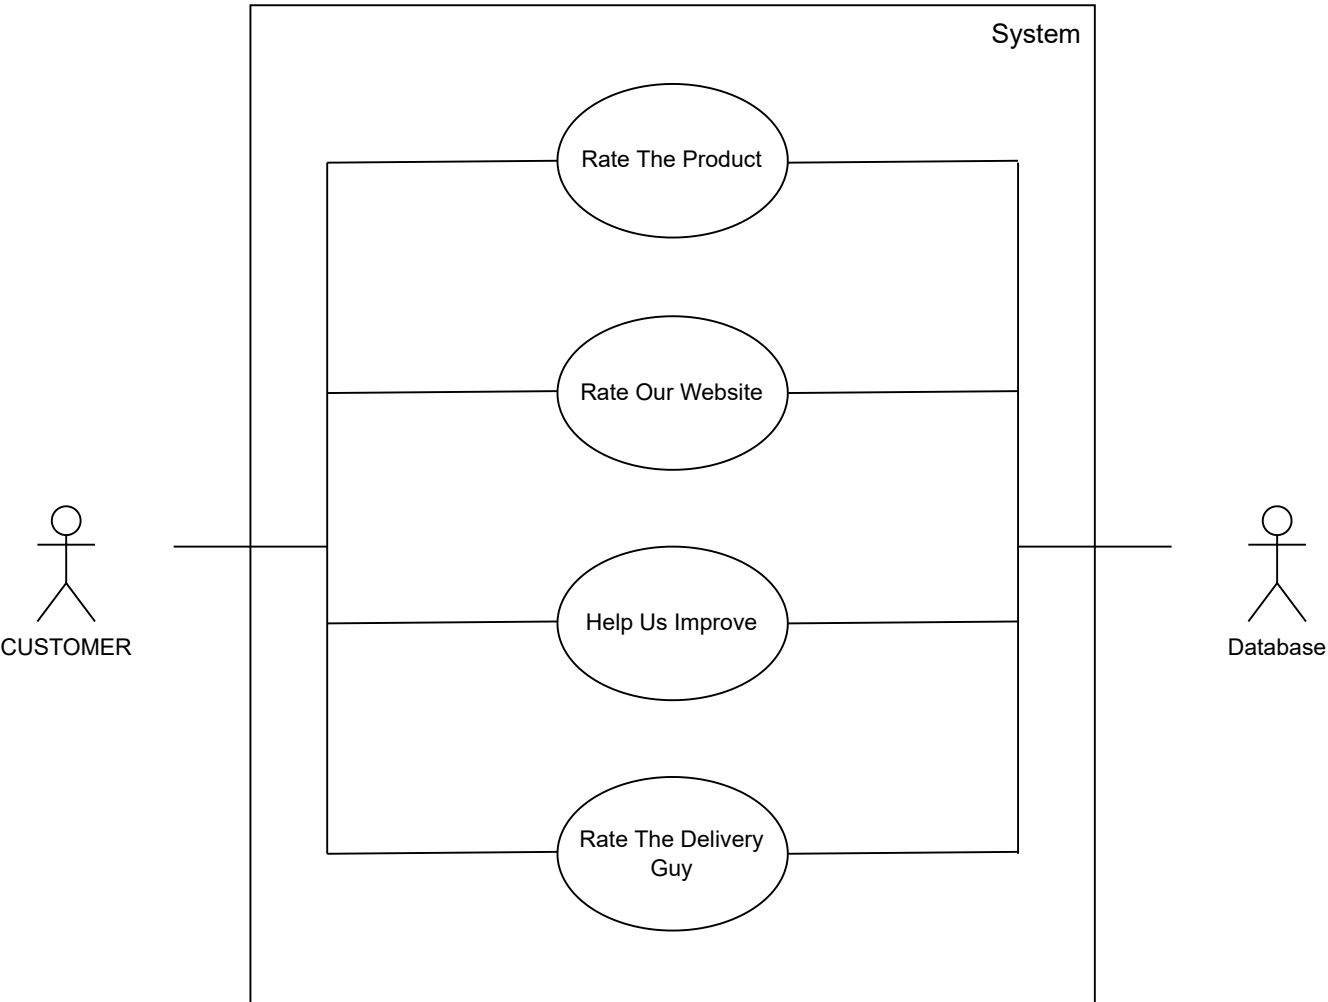 System
Rate The Product
Rate Our Website
CUSTOMER
Help Us Improve
Database
Rate The Delivery
Guy